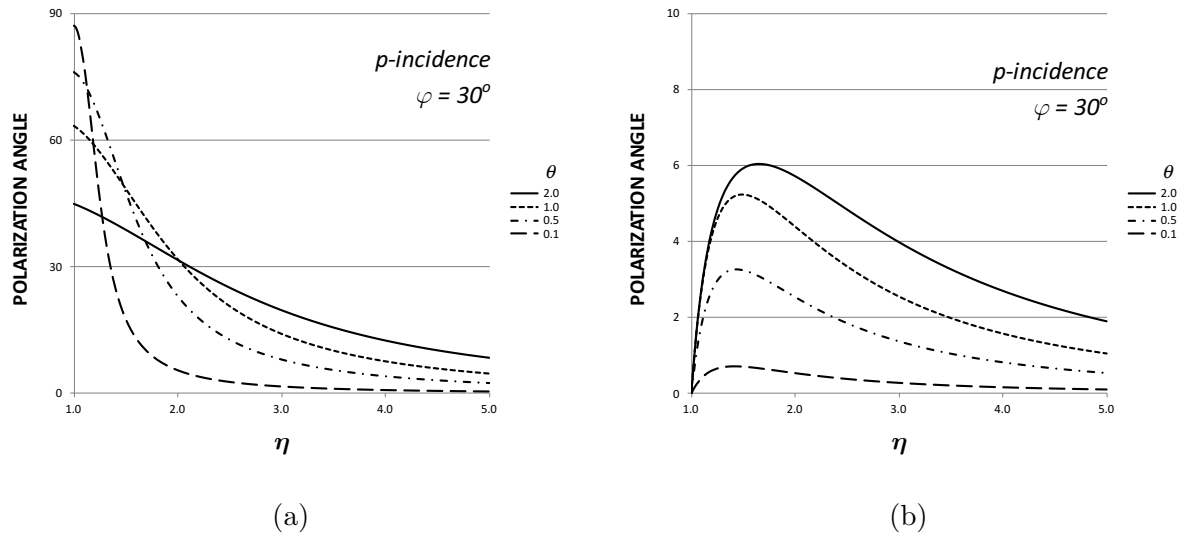 POLARIZATION ANGLE
90
60
30
0
1.0 2.0 3.0 4.0 5.0
η
p-incidence
φ = 30º
θ
2.0
1.0
0.5
0.1
(a)
POLARIZATION ANGLE
10
8
6
4
2
0
1.0 2.0 3.0 4.0 5.0
η
p-incidence
φ = 30º
θ
2.0
1.0
0.5
0.1
(b)